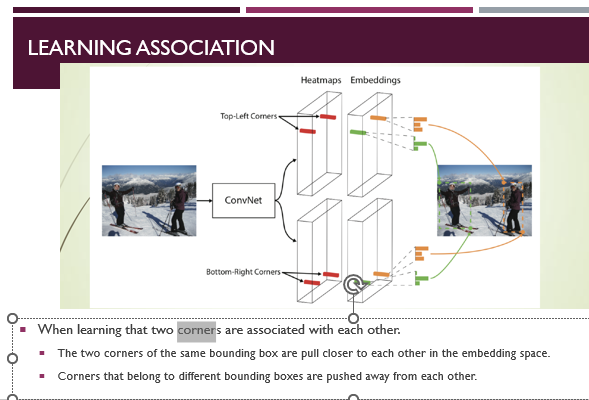 LEARNING ASSOCIATION
Heatmaps Embeddings
Top-Left Corners
ConvNet
Bottom-Right Corners
When learning that two corners are associated with each other.
The two corners of the same bounding box are pull closer to each other in the embedding space.
Corners that belong to different bounding boxes are pushed away from each other.